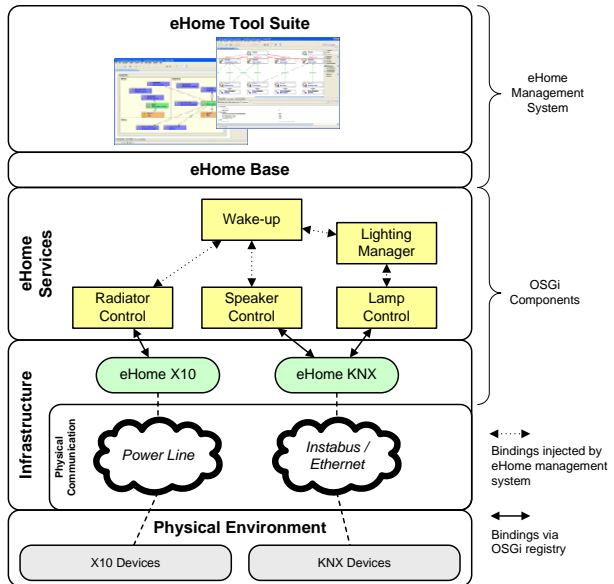 eHome Tool Suite
eHome
Management
System
eHome Base
eHome
Services
Wake-up
Lighting
Manager
Radiator
Control
Speaker
Control
Lamp
Control
OSGi
Components
Infrastructure
eHome X10
eHome KNX
Physical
Communication
Power Line
Instabus /
Ethernet
Bindings injected by
eHome management
system
Physical Environment
X10 Devices
KNX Devices
Bindings via
OSGi registry